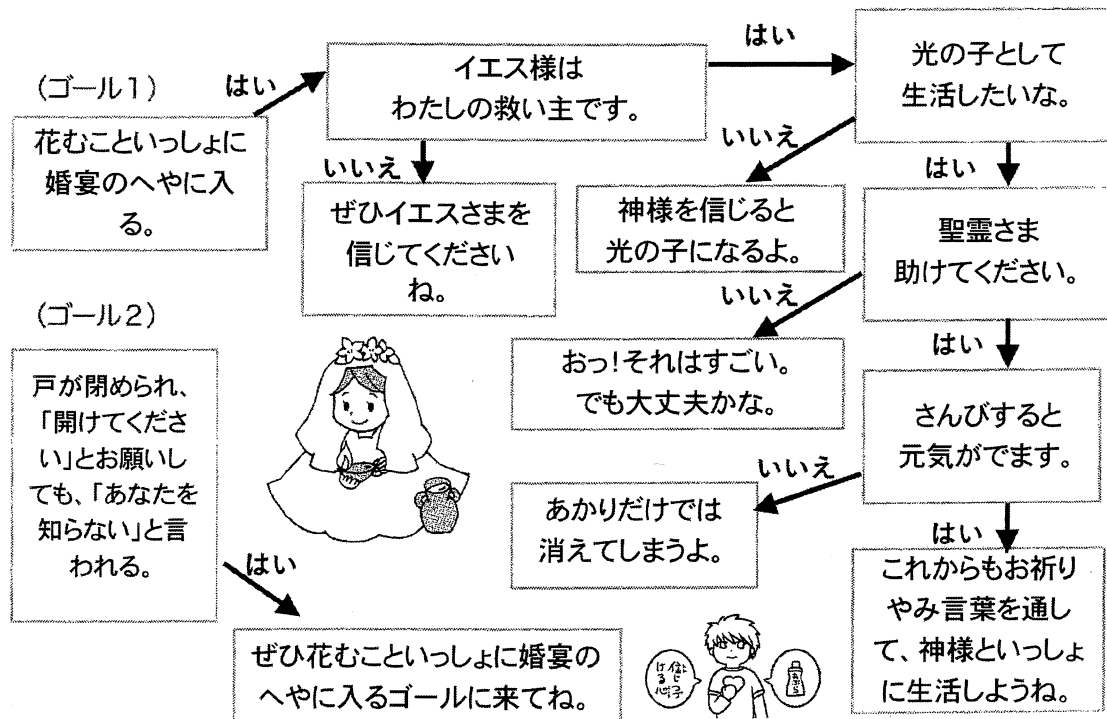 (ゴール1)
花むこといっしょに
婚宴のへやに入
る。
はい
イエス様は
わたしの救い主です。
はい
光の子として
生活したいな。
いいえ
ぜひイエスさまを
信じてください
ね。
いいえ
神様を信じると
光の子になるよ。
はい
聖霊さま
助けてください。
いいえ
おっ!それはすごい。
でも大丈夫かな。
はい
さんびすると
元気がでます。
いいえ
あかりだけでは
消えてしまうよ。
はい
これからもお祈り
やみ言葉を通し
て、神様といっしょ
に生活しようね。
(ゴール2)
戸が閉められ、
「開けてくださ
い」とお願いし
ても、「あなたを
知らない」と言
われる。
はい
ぜひ花むこといっしょに婚宴の
へやに入るゴールに来てね。
信じ
ける
心